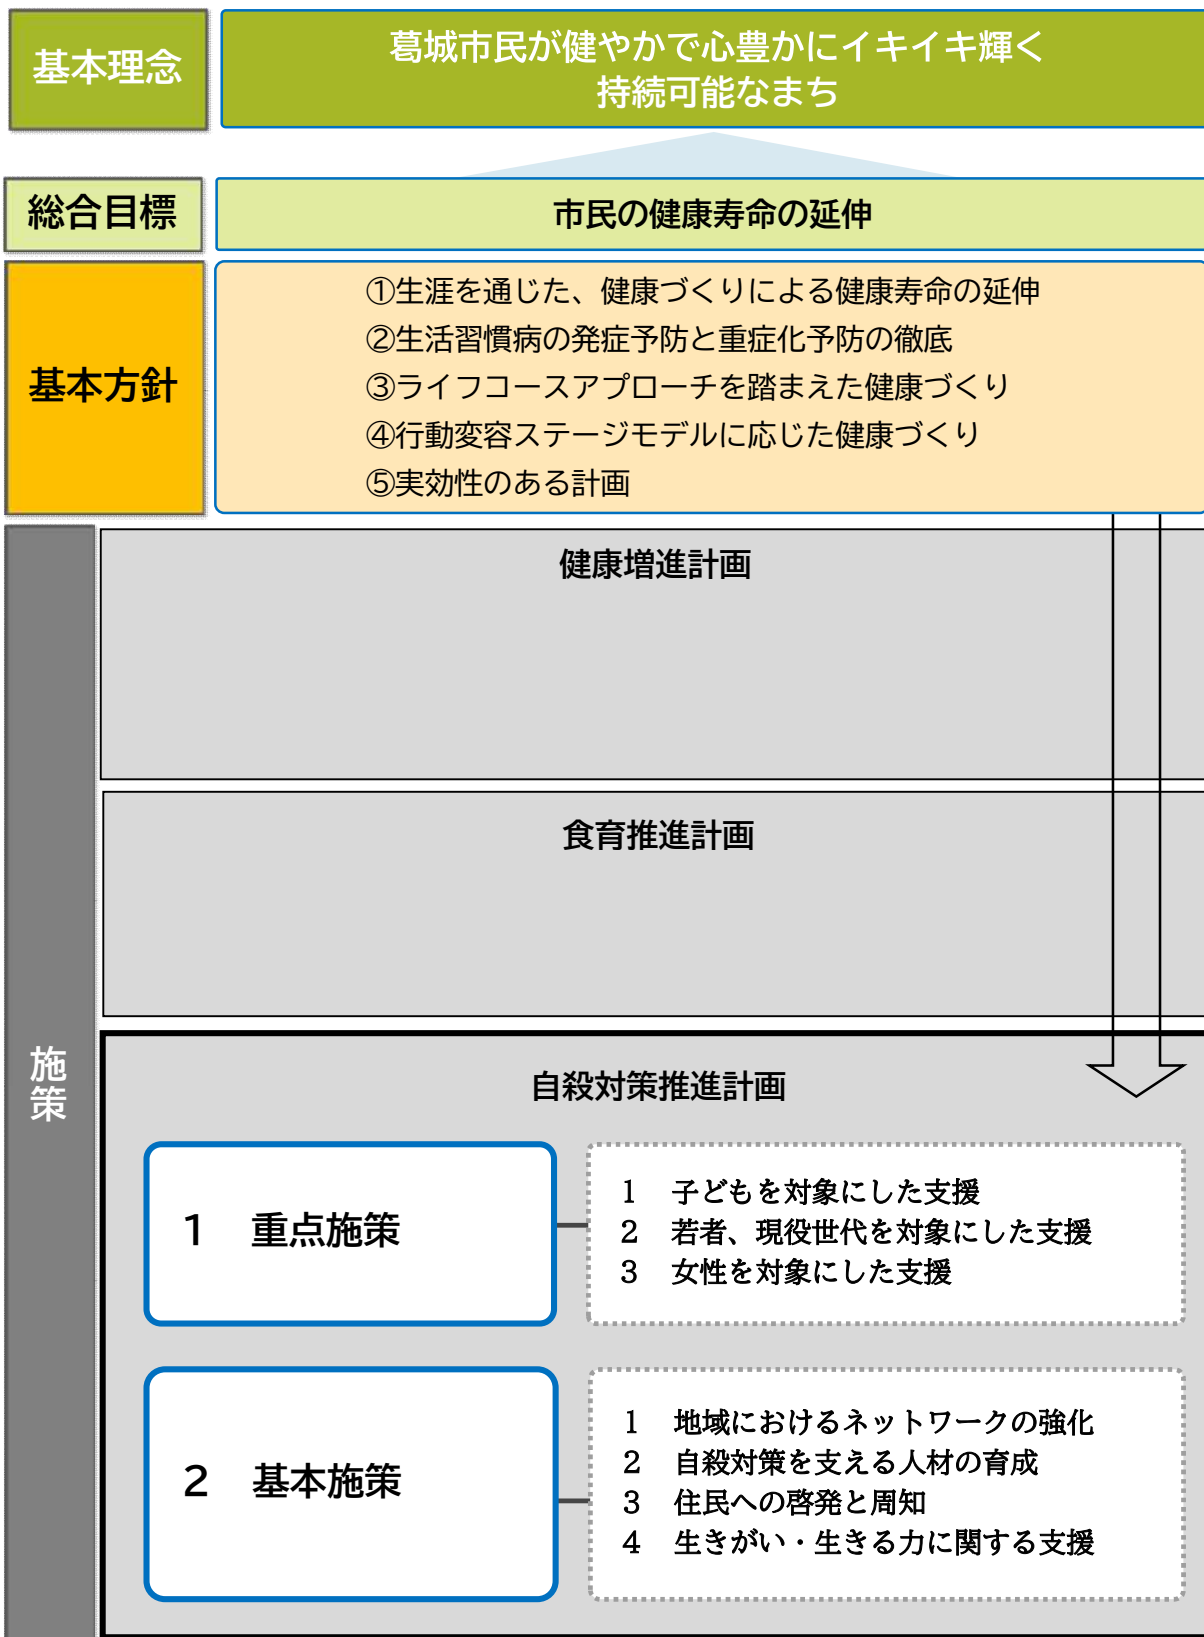 基本理念
葛城市民が健やかで心豊かにイキイキ輝く
持続可能なまち
総合目標
市民の健康寿命の延伸
基本方針
①生涯を通じた、健康づくりによる健康寿命の延伸
②生活習慣病の発症予防と重症化予防の徹底
③ライフコースアプローチを踏まえた健康づくり
④行動変容ステージモデルに応じた健康づくり
⑤実効性のある計画
施策
健康増進計画
食育推進計画
自殺対策推進計画
1　重点施策
1　子どもを対象にした支援
2　若者、現役世代を対象にした支援
3　女性を対象にした支援
2　基本施策
1　地域におけるネットワークの強化
2　自殺対策を支える人材の育成
3　住民への啓発と周知
4　生きがい・生きる力に関する支援